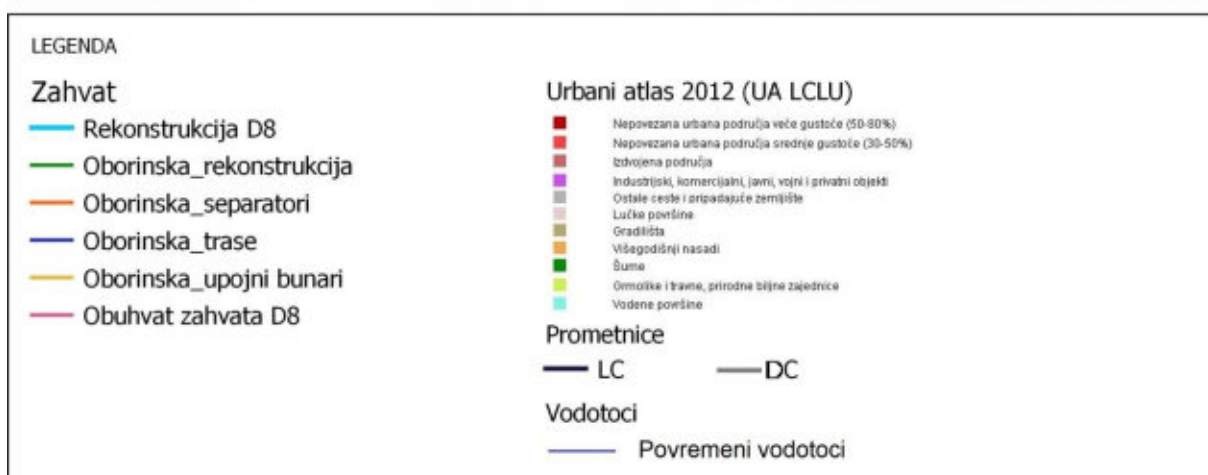 LEGENDA
Zahvat
Rekonstrukcija D8
Oborinska_rekonstrukcija
Oborinska_separatori
Oborinska_trase
Oborinska_upojni bunari
Obuhvat zahvata D8
Urbani atlas 2012 (UA LCLU)
Nepovezana urbana područja veće gustoće (50-80%)
Nepovezana urbana područja srednje gustoće (30-50%)
Izdvojena područja
Industrijski, komercijalni, javni, vojni i privatni objekti
Ostale ceste i pripadajuće zemljište
Lučke površine
Gradilišta
Višegodišnji nasadi
Šume
Grmolike i travne, prirodne biljne zajednice
Vodene površine
Prometnice
LC DC
Vodotoci
Povremeni vodotoci